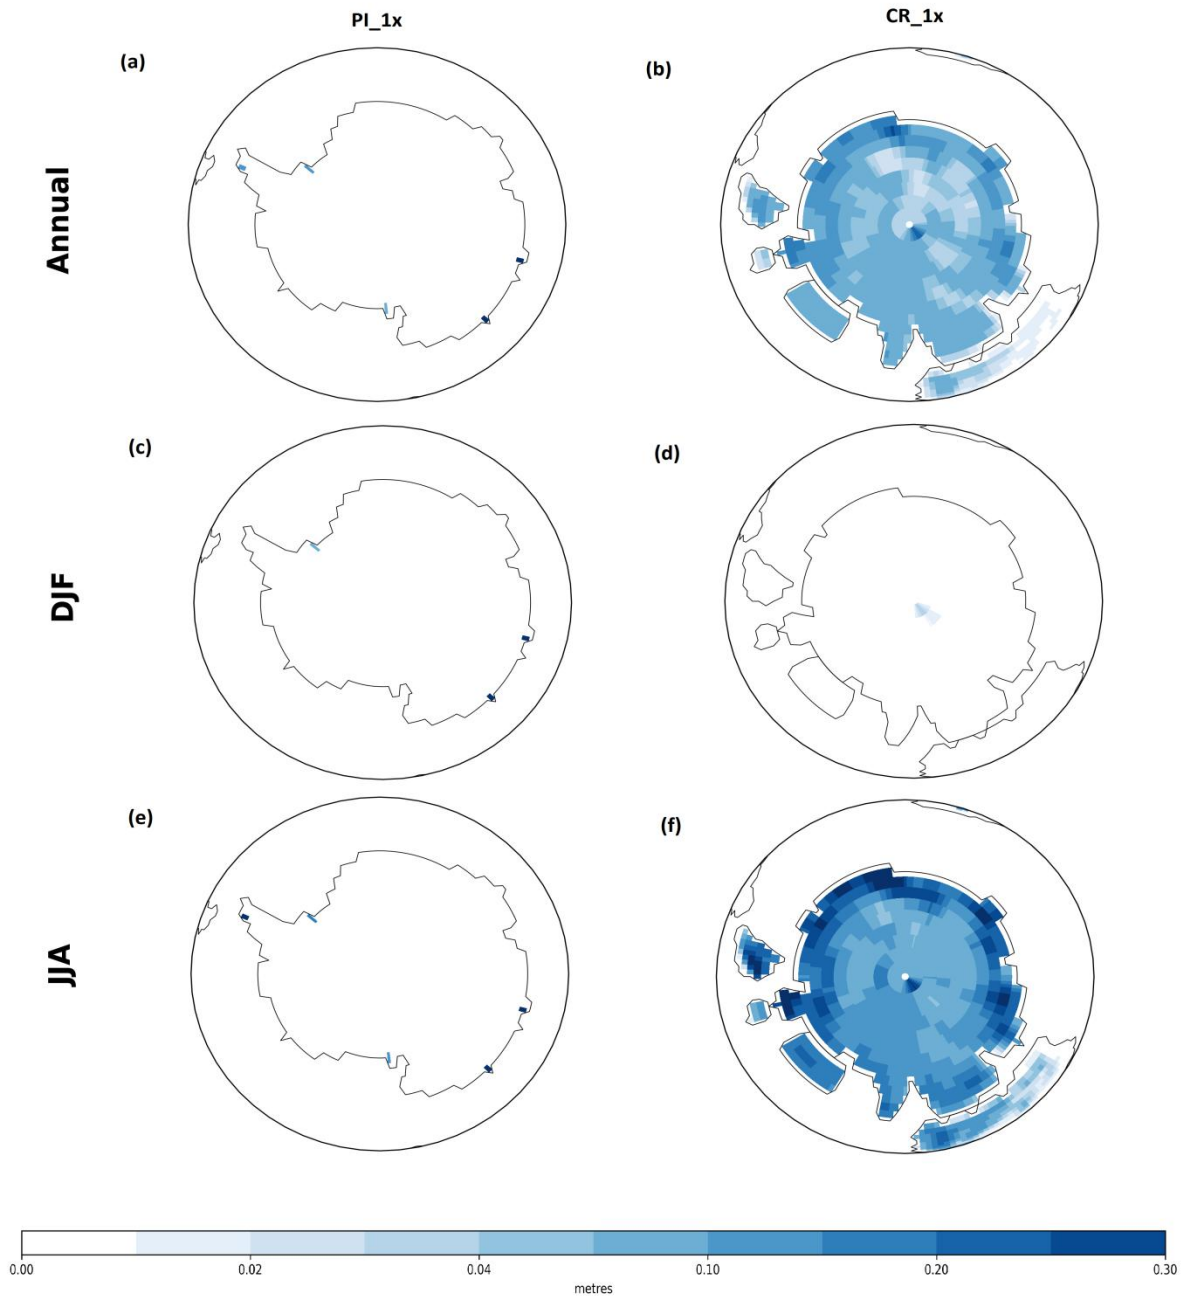 PI_1x
CR_1x
(a)
(b)
Annual
(c)
(d)
DJF
(e)
(f)
JJA
0.00
0.02
0.04
0.10
0.20
0.30
metres